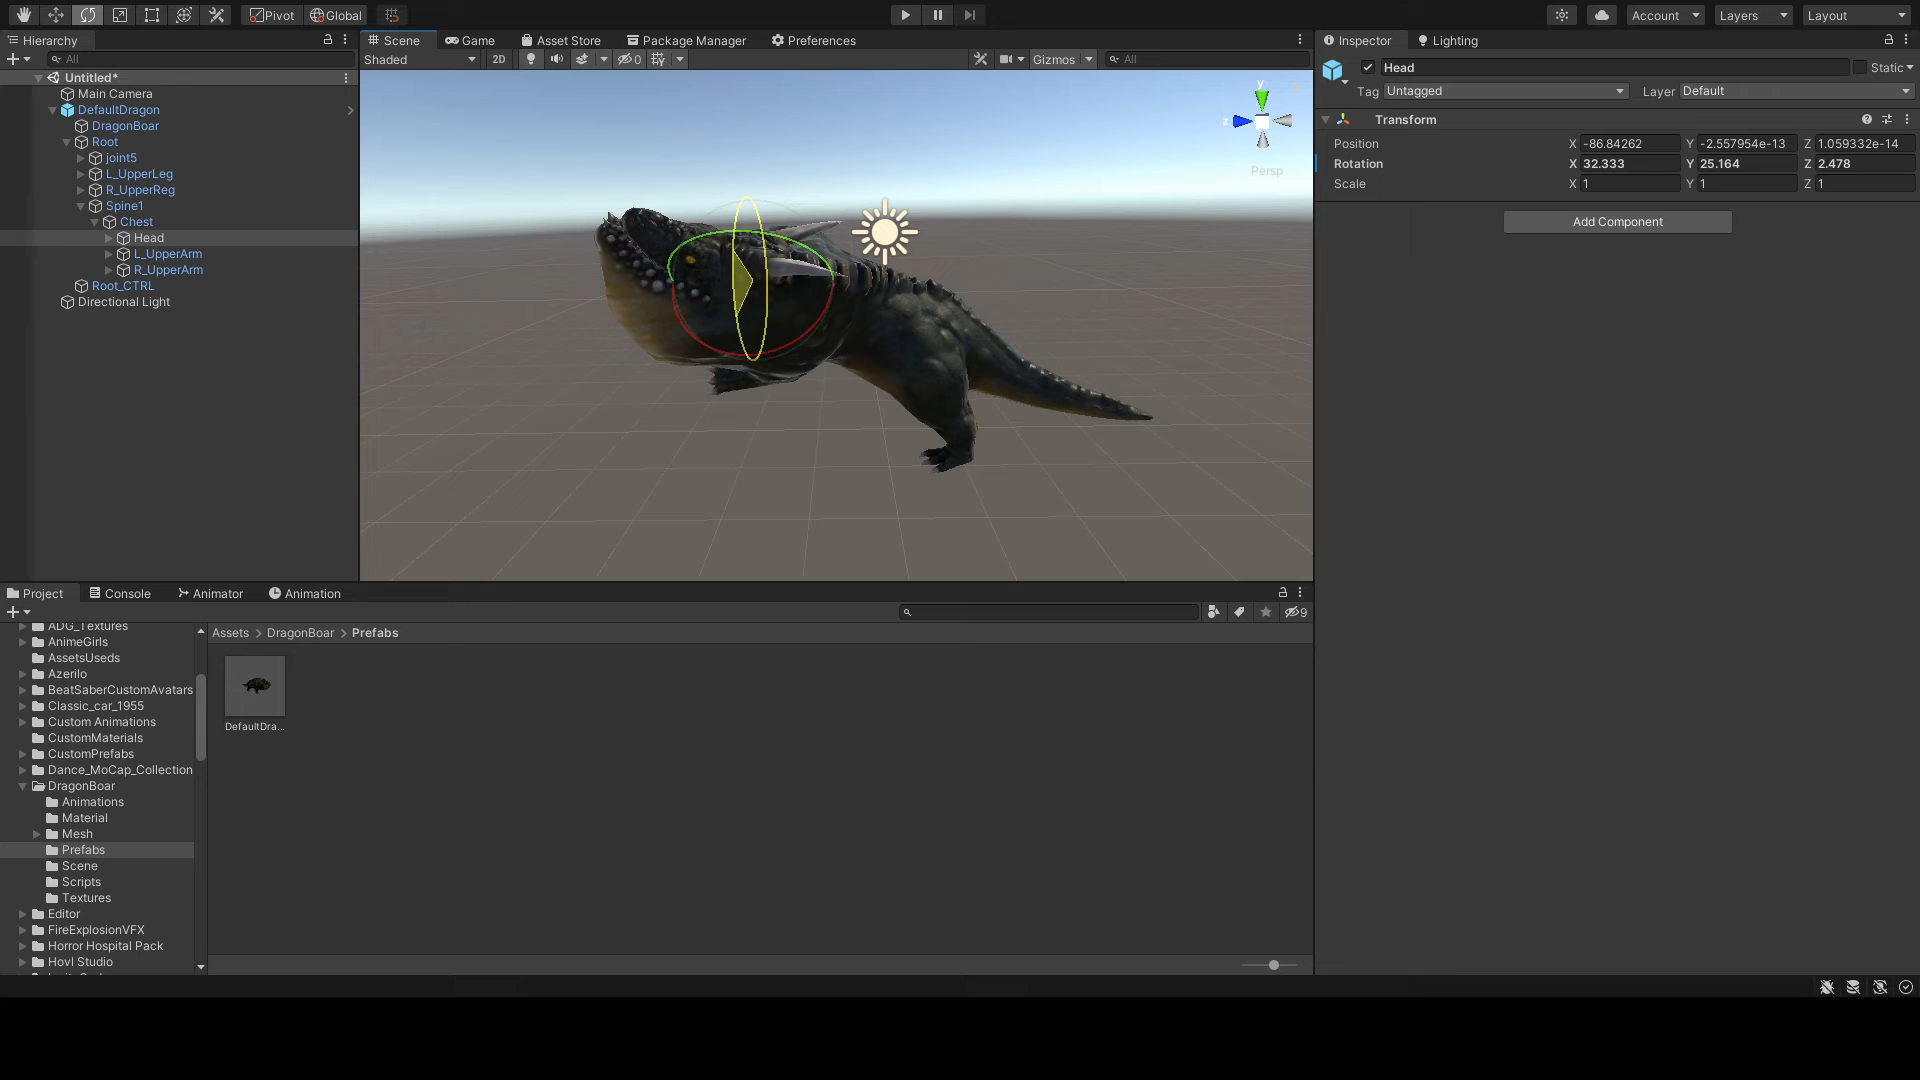 Pivot Global Account Layers Layout
Hierarchy Scene Game Asset Store Package Manager Preferences Inspector Lighting
All Shaded 2D 0 Gizmos All
Head Static
Tag Untagged Layer Default
Untitled*
Main Camera
DefaultDragon
DragonBoar
Root
joint5
L_UpperLeg
R_UpperReg
Spine1
Chest
Head
L_UpperArm
R_UpperArm
Root_CTRL
Directional Light
y
z
Persp
Transform
Position X -86.84262 Y -2.557954e-13 Z 1.059332e-14
Rotation X 32.333 Y 25.164 Z 2.478
Scale X 1 Y 1 Z 1
Add Component
Project Console Animator Animation
9
ADG_Textures
AnimeGirls
AssetsUseds
Azerilo
BeatSaberCustomAvatars
Classic_car_1955
Custom Animations
CustomMaterials
CustomPrefabs
Dance_MoCap_Collection
DragonBoar
Animations
Material
Mesh
Prefabs
Scene
Scripts
Textures
Editor
FireExplosionVFX
Horror Hospital Pack
Hovl Studio
Assets > DragonBoar > Prefabs
DefaultDra...